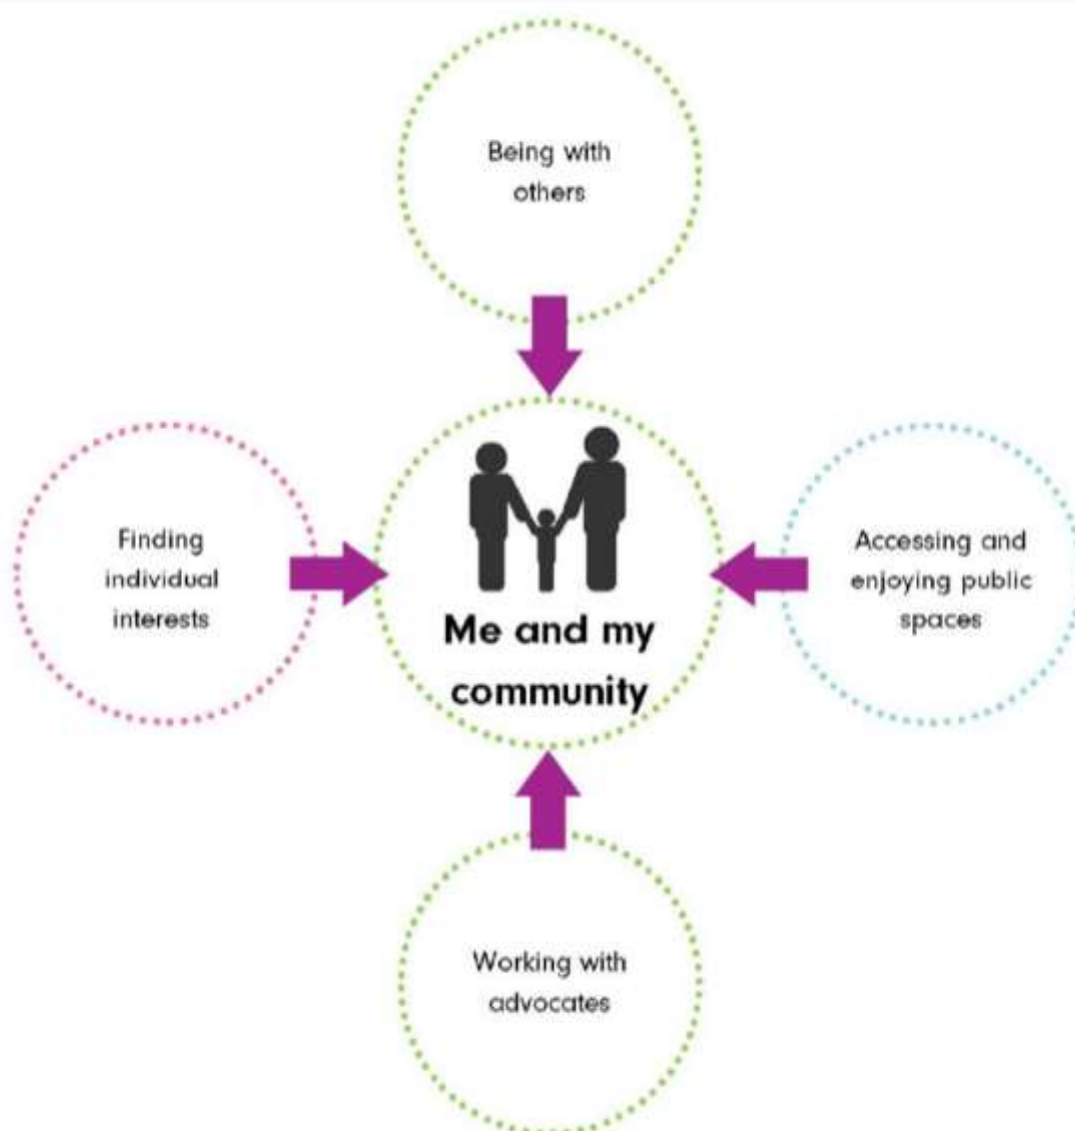 Being with
others
Finding
individual
interests
Me and my
community
Accessing and
enjoying public
spaces
Working with
advocates